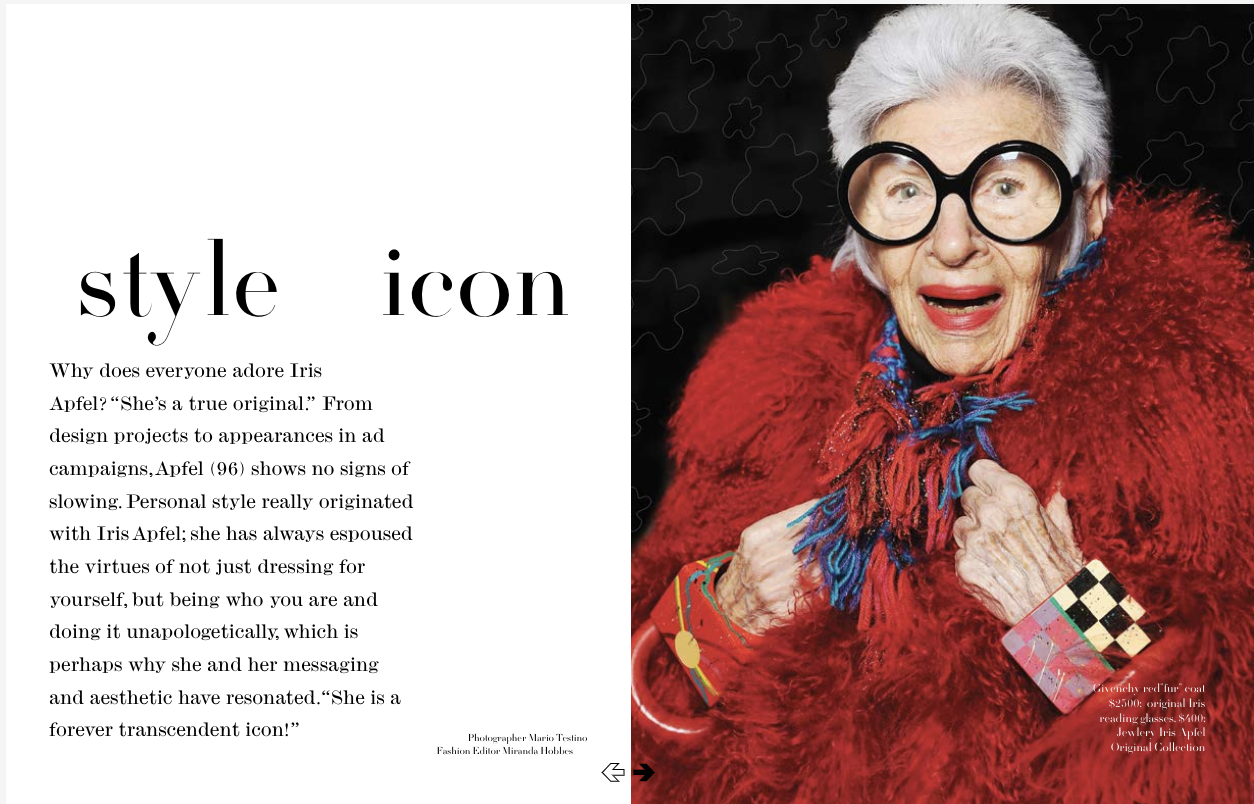 style icon
Why does everyone adore Iris
Apfel? “She’s a true original.” From
design projects to appearances in ad
campaigns,Apfel (96) shows no signs of
slowing. Personal style really originated
with Iris Apfel; she has always espoused
the virtues of not just dressing for
yourself, but being who you are and
doing it unapologetically, which is
perhaps why she and her messaging
and aesthetic have resonated.“She is a
forever transcendent icon!”
Photographer Mario Testino
Fashion Editor Miranda Hobbes
Givenchy red"fur" coat
$2500; original Iris
reading glasses, $400;
Jewlery Iris Apfel
Original Collection